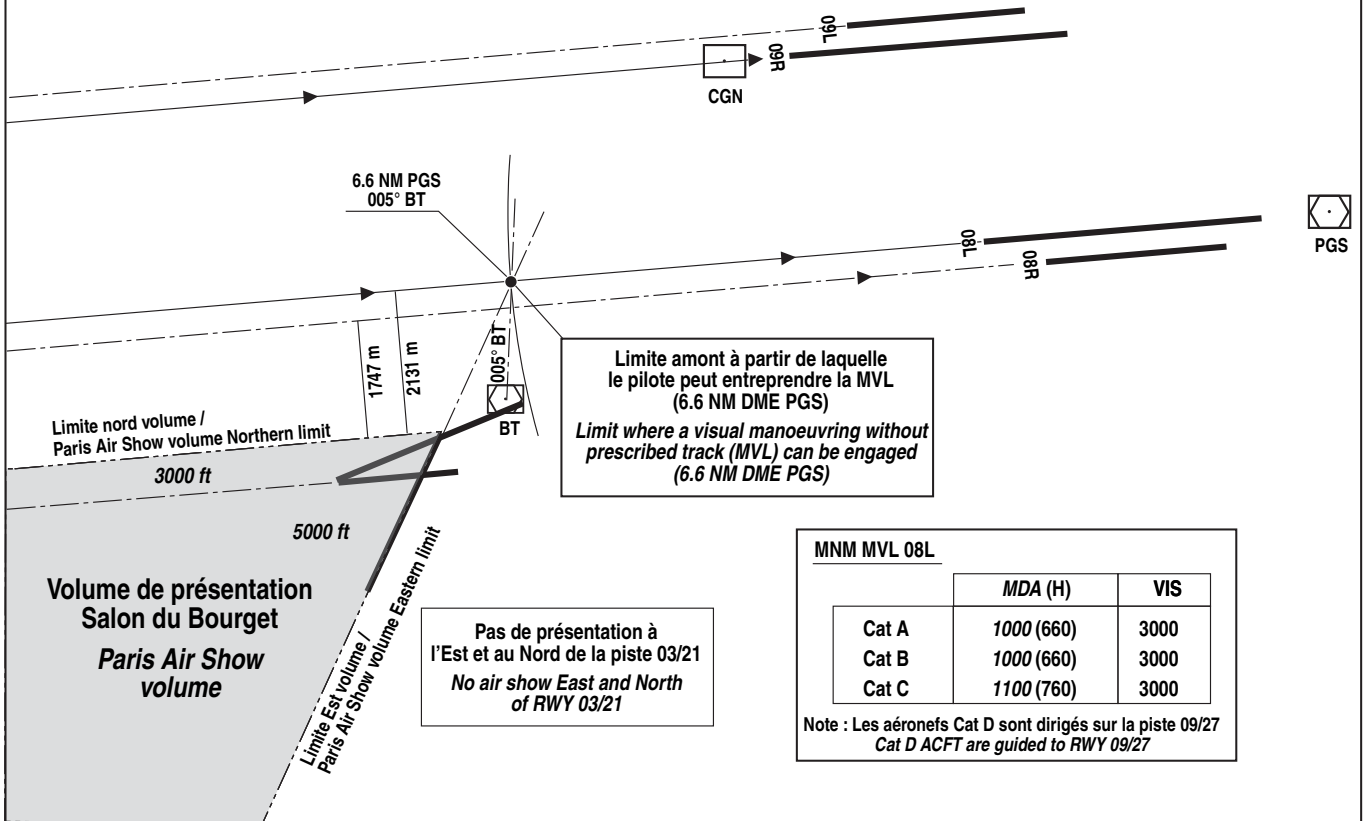 09L
09R
CGN
6.6 NM PGS
005° BT
PGS
08L
08R
005° BT
1747 m
2131 m
BT
Limite amont à partir de laquelle
le pilote peut entreprendre la MVL
(6.6 NM DME PGS)
Limit where a visual manoeuvring without
prescribed track (MVL) can be engaged
(6.6 NM DME PGS)
Limite nord volume /
Paris Air Show volume Northern limit
3000 ft
5000 ft
Volume de présentation
Salon du Bourget
Paris Air Show
volume
Limite Est volume /
Paris Air Show volume Eastern limit
Pas de présentation à
l'Est et au Nord de la piste 03/21
No air show East and North
of RWY 03/21
MNM MVL 08L
MDA (H) VIS
Cat A 1000 (660) 3000
Cat B 1000 (660) 3000
Cat C 1100 (760) 3000
Note : Les aéronefs Cat D sont dirigés sur la piste 09/27
Cat D ACFT are guided to RWY 09/27